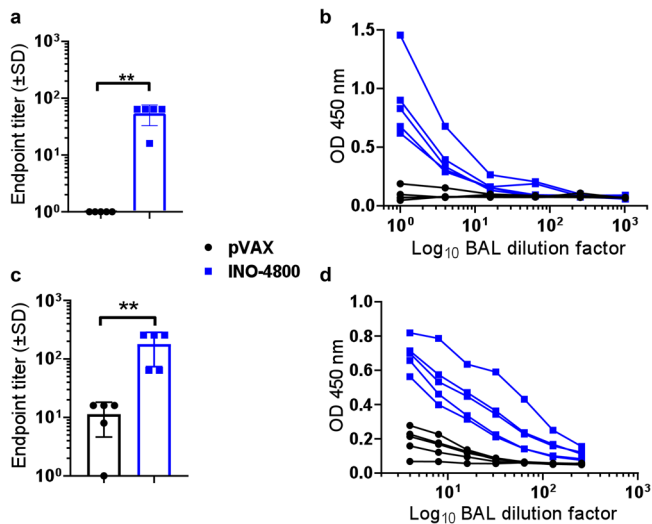 a
Endpoint titer (±SD)
10³
10²
10¹
10⁰
**
b
OD 450 nm
1.5
1.0
0.5
0.0
10⁰ 10¹ 10² 10³
Log₁₀ BAL dilution factor
pVAX
INO-4800
c
Endpoint titer (±SD)
10³
10²
10¹
10⁰
**
d
OD 450 nm
1.0
0.8
0.6
0.4
0.2
0.0
10¹ 10² 10³
Log₁₀ BAL dilution factor